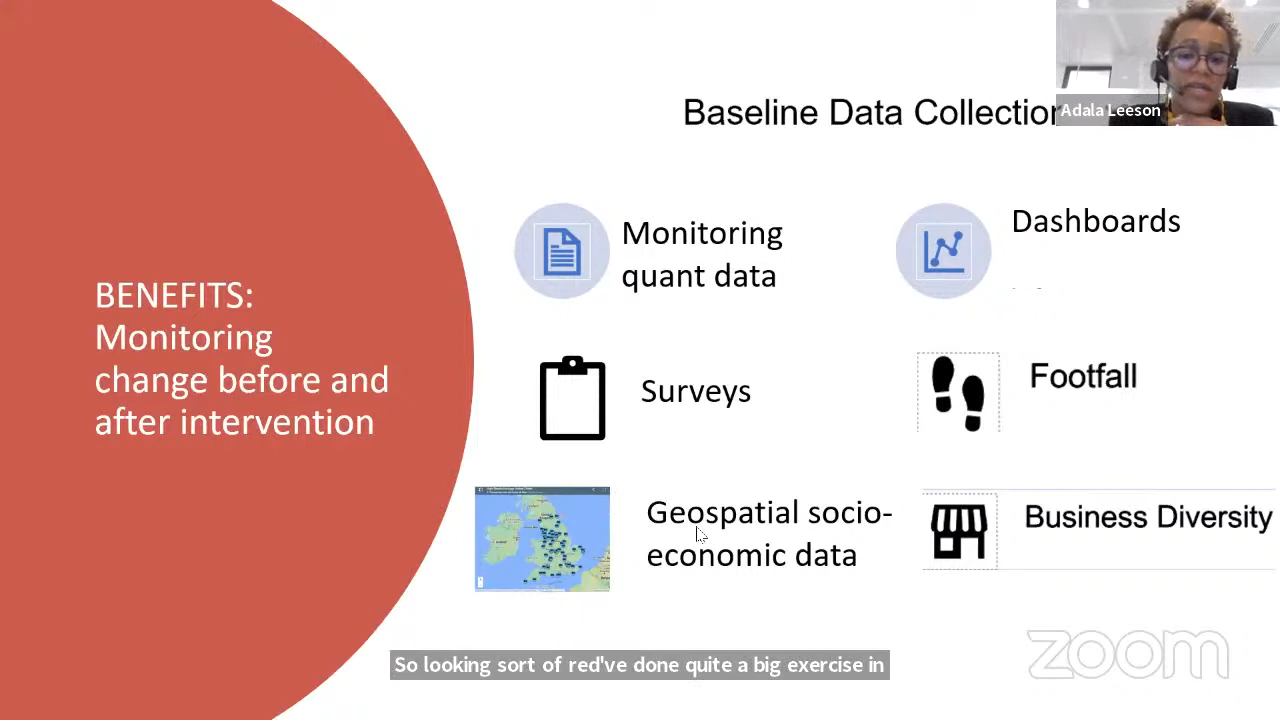 Adala Leeson
Baseline Data Collection
BENEFITS:
Monitoring
change before and
after intervention
Monitoring
quant data
Dashboards
Surveys
Footfall
Geospatial socio-
economic data
Business Diversity
So looking sort of red've done quite a big exercise in
zoom